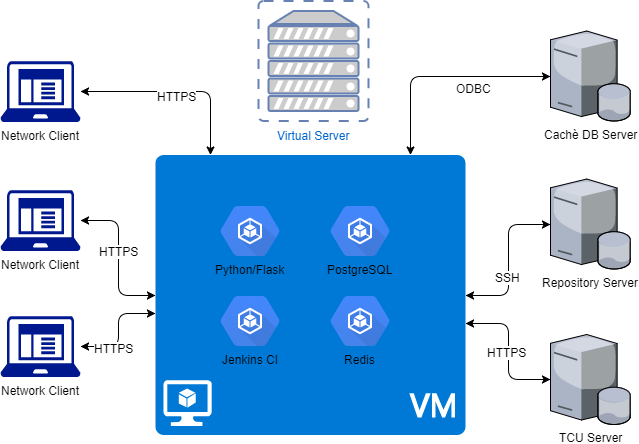 HTTPS
ODBC
Network Client
Virtual Server
Cachè DB Server
HTTPS
Network Client
Python/Flask
PostgreSQL
SSH
Repository Server
HTTPS
Network Client
Jenkins CI
Redis
HTTPS
VM
TCU Server